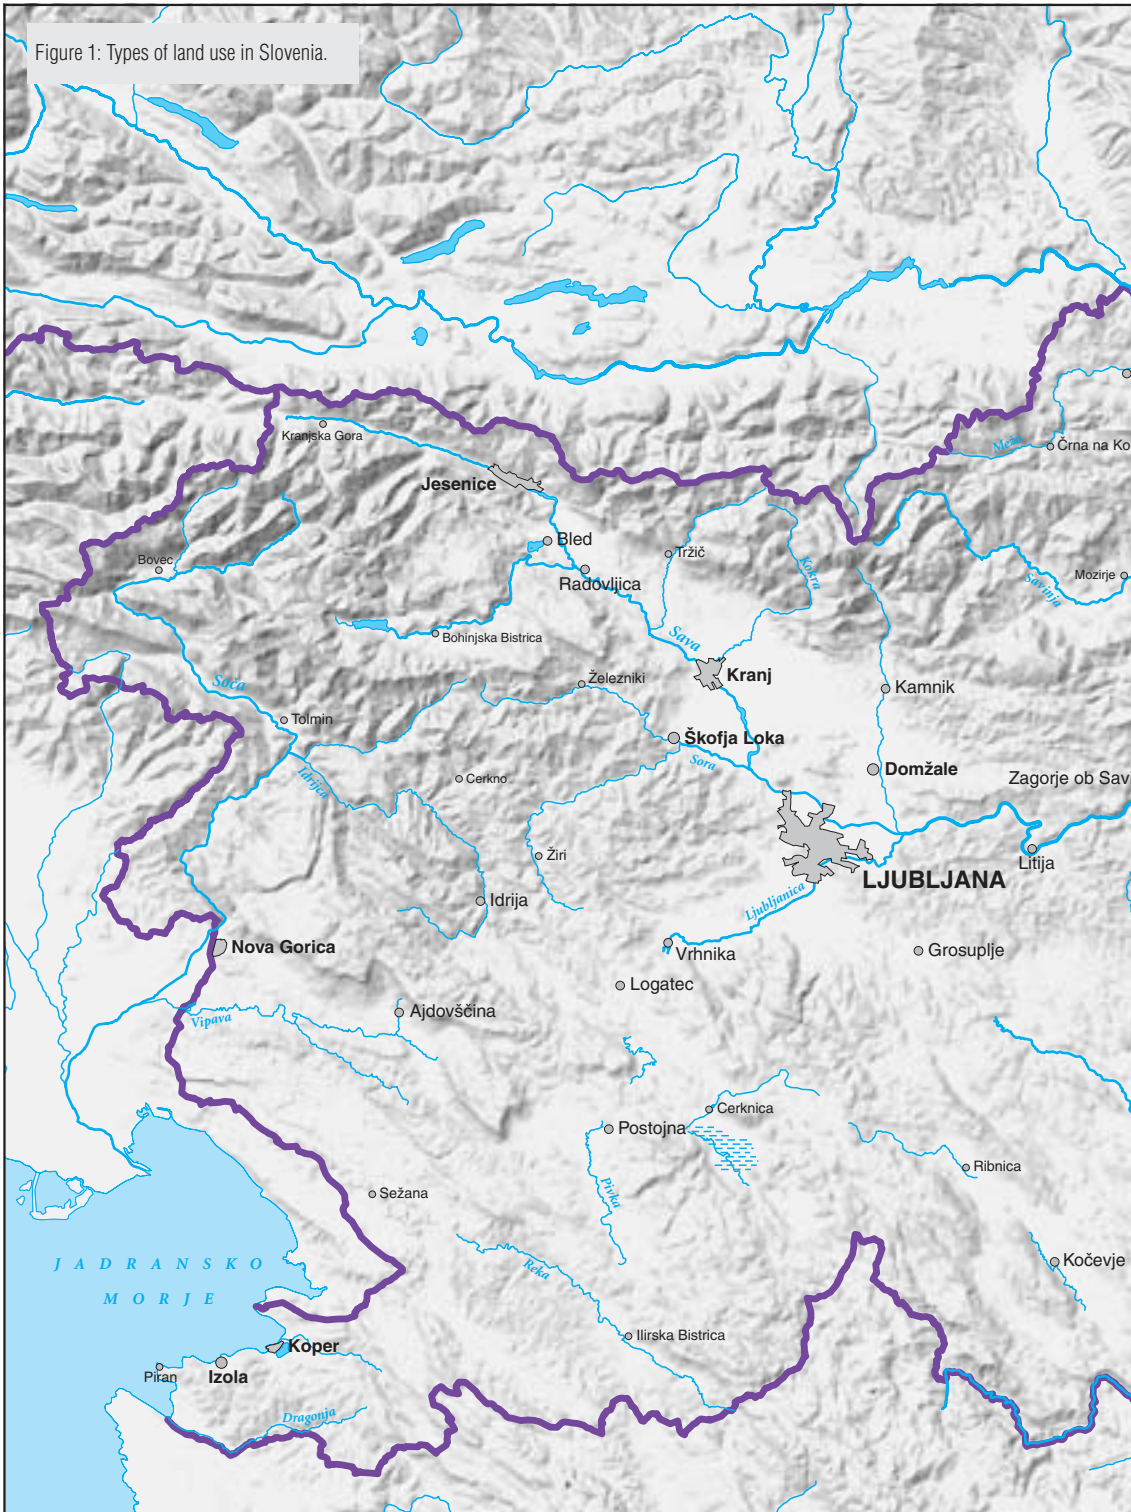 Figure 1: Types of land use in Slovenia.
Kranjska Gora
Meža
Črna na Ko
Jesenice
Bled
Tržič
Bovec
Radovljica
Kokra
Savinja
Mozirje
Bohinjska Bistrica
Sava
Kranj
Soča
Železniki
Kamnik
Tolmin
Škofja Loka
Sora
Domžale
Idrijca
Cerkno
Zagorje ob Sav
Žiri
Litija
LJUBLJANA
Idrija
Ljubljanica
Nova Gorica
Vrhnika
Grosuplje
Logatec
Ajdovščina
Vipava
Cerknica
Postojna
Ribnica
Sežana
Pivka
JADRANSKO
MORJE
Reka
Kočevje
Ilirska Bistrica
Koper
Piran
Izola
Dragonja